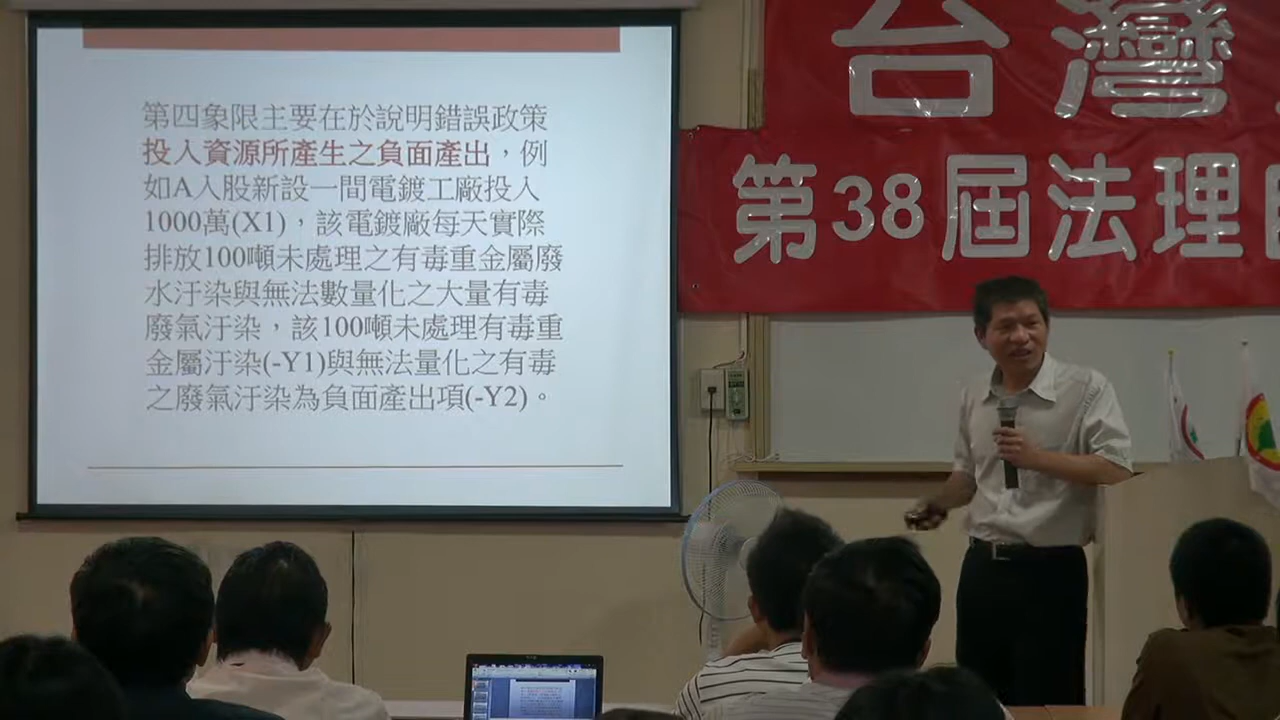 第四象限主要在於說明錯誤政策
投入資源所產生之負面產出，例
如A入股新設一間電鍍工廠投入
1000萬(X1)，該電鍍廠每天實際
排放100噸未處理之有毒重金屬廢
水汙染與無法數量化之大量有毒
廢氣汙染，該100噸未處理有毒重
金屬汙染(-Y1)與無法量化之有毒
之廢氣汙染為負面產出項(-Y2)。
台灣
第38屆法理